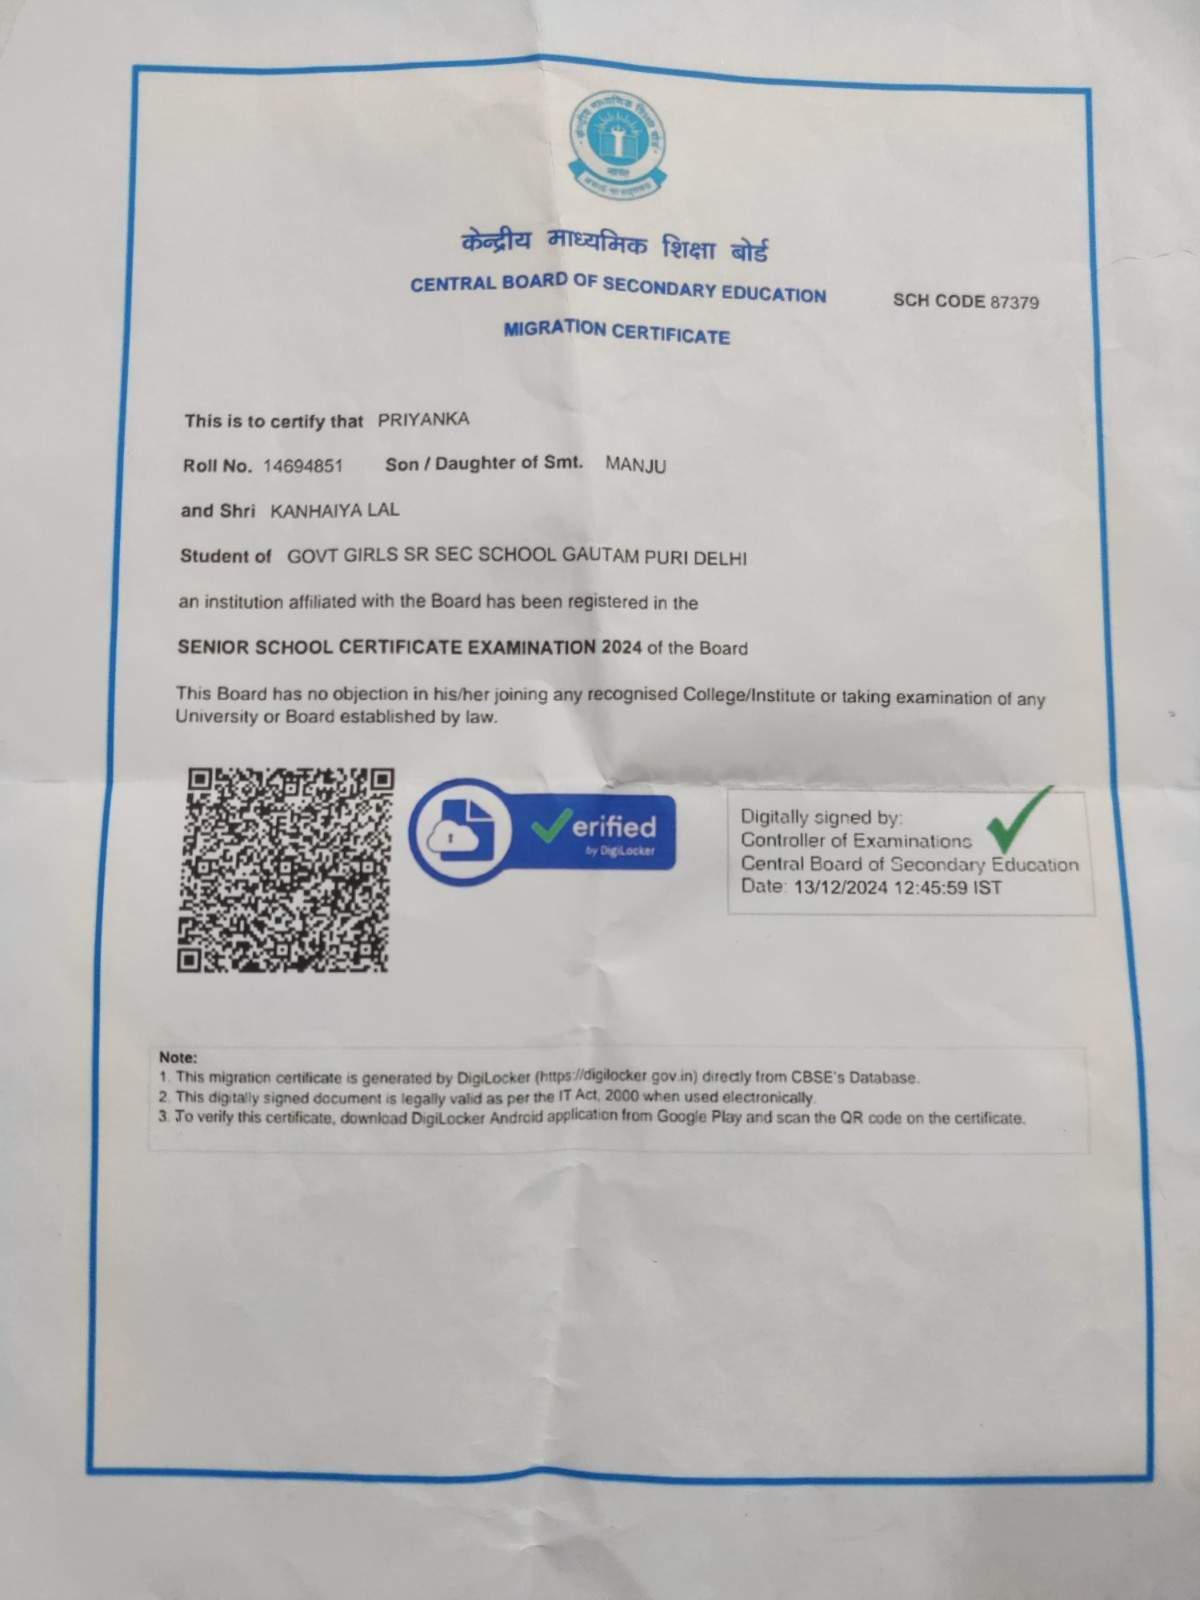 केन्द्रीय माध्यमिक शिक्षा बोर्ड
भारत
केन्द्रीय माध्यमिक शिक्षा बोर्ड
CENTRAL BOARD OF SECONDARY EDUCATION
SCH CODE 87379
MIGRATION CERTIFICATE
This is to certify that PRIYANKA
Roll No. 14694851 Son / Daughter of Smt. MANJU
and Shri KANHAIYA LAL
Student of GOVT GIRLS SR SEC SCHOOL GAUTAM PURI DELHI
an institution affiliated with the Board has been registered in the
SENIOR SCHOOL CERTIFICATE EXAMINATION 2024 of the Board
This Board has no objection in his/her joining any recognised College/Institute or taking examination of any
University or Board established by law.
erified
by DigiLocker
Digitally signed by:
Controller of Examinations
Central Board of Secondary Education
Date: 13/12/2024 12:45:59 IST
Note:
1. This migration certificate is generated by DigiLocker (https://digilocker.gov.in) directly from CBSE's Database.
2. This digitally signed document is legally valid as per the IT Act, 2000 when used electronically.
3. To verify this certificate, download DigiLocker Android application from Google Play and scan the QR code on the certificate.